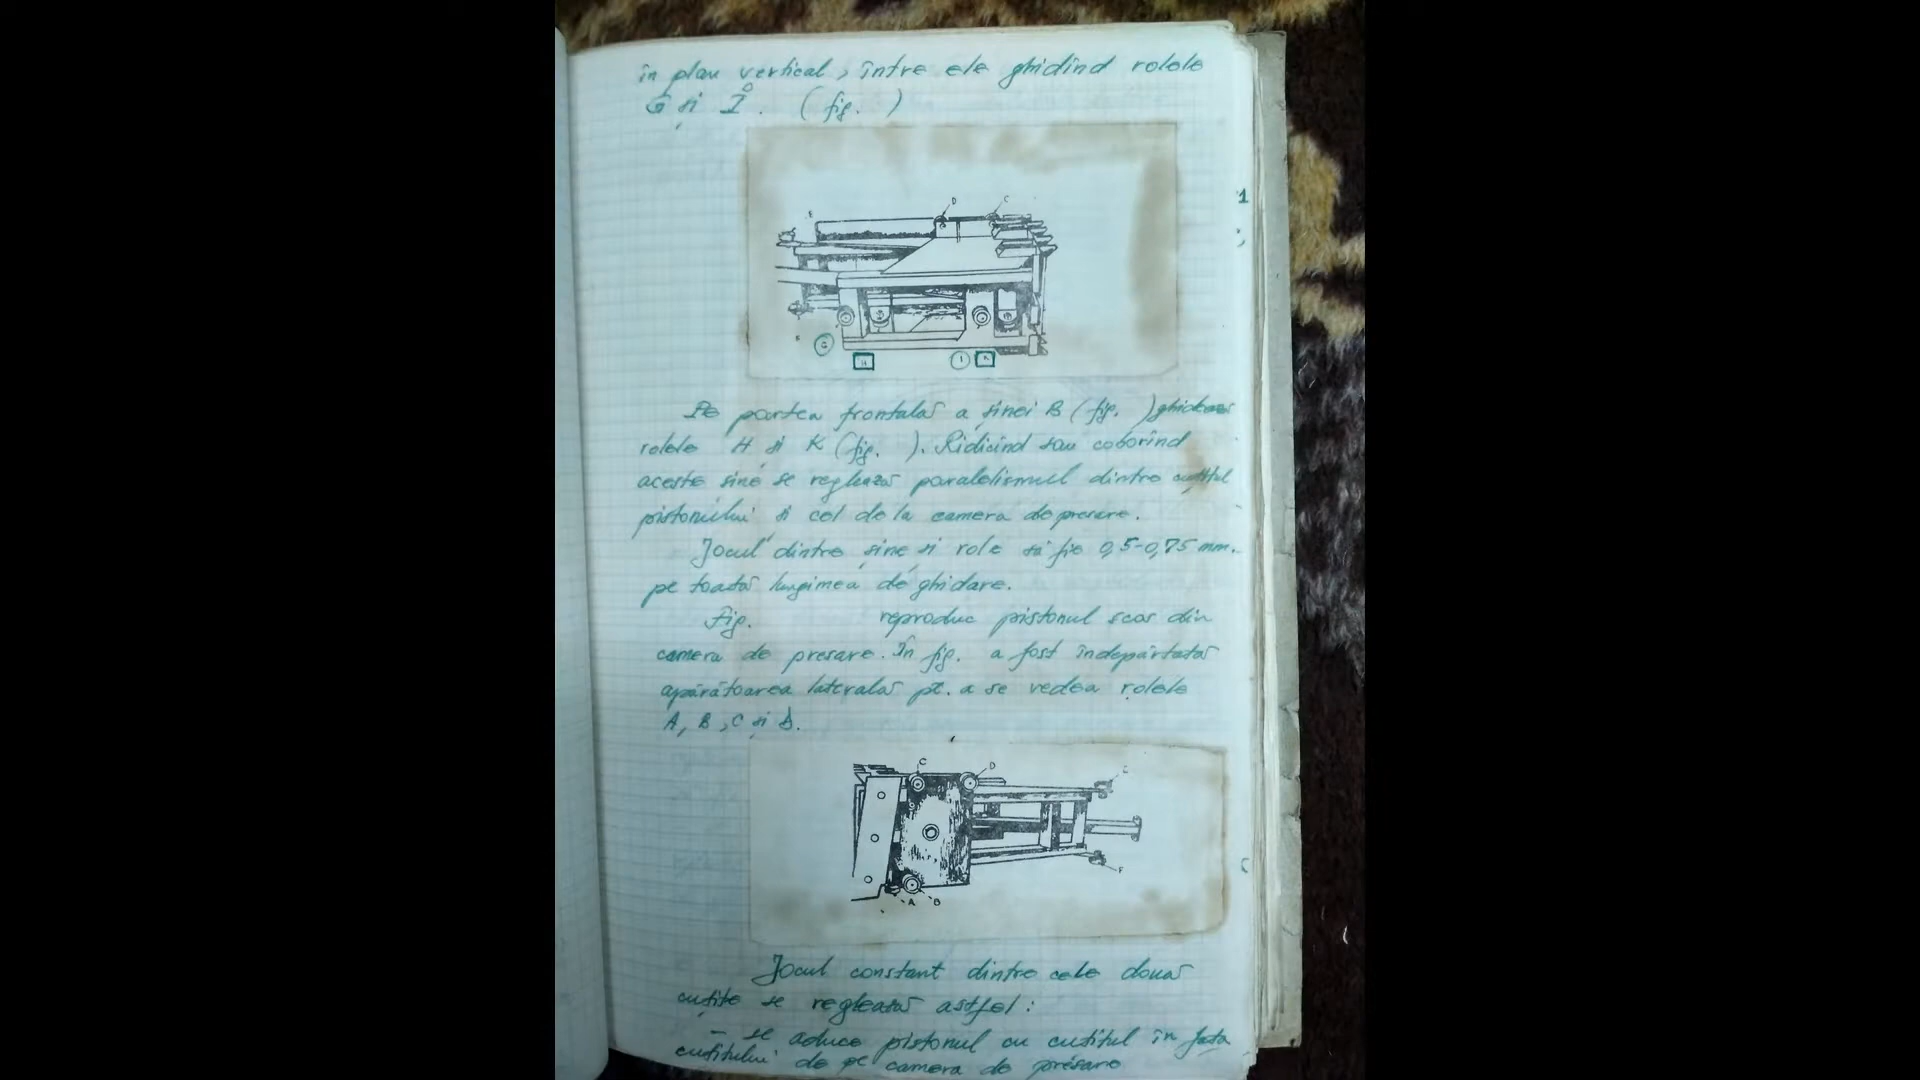 în plan vertical, între ele ghidînd rolele
G și I. (fig. )
E D C
G H I K
Pe partea frontală a șinei B (fig. ) ghidează
rolele H și K (fig. ). Ridicînd sau coborînd
aceste șine se reglează paralelismul dintre cuțitul
pistonului și cel de la camera de presare.
Jocul dintre șine și role să fie 0,5-0,75 mm.
pe toată lungimea de ghidare.
Fig. reproduc pistonul scos din
camera de presare. În fig. a fost îndepărtată
apărătoarea laterală pt. a se vedea rolele
A, B, C și D.
C D E
F
A B
Jocul constant dintre cele două
cuțite se reglează astfel:
- se aduce pistonul cu cuțitul în fața
cuțitului de pe camera de presare